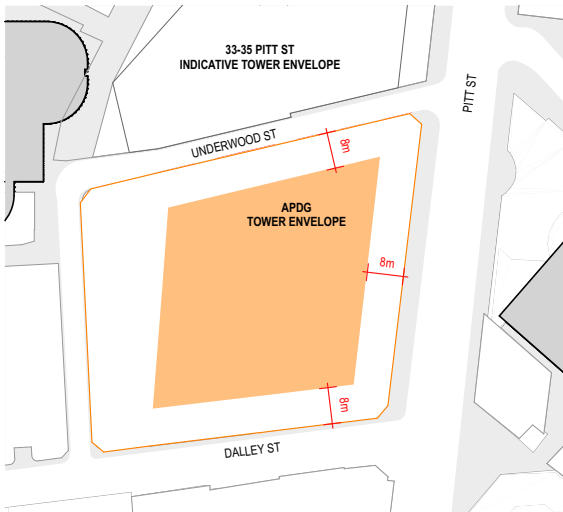 33-35 PITT ST
INDICATIVE TOWER ENVELOPE
PITT ST
UNDERWOOD ST
8m
APDG
TOWER ENVELOPE
8m
8m
DALLEY ST